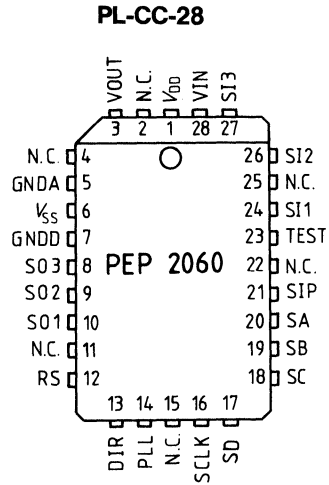 PL-CC-28
VOUT N.C. VDD VIN SI3
3 2 1 28 27
N.C. 4 26 SI2
GNDA 5 25 N.C.
VSS 6 24 SI1
GNDD 7 23 TEST
SO3 8 PEP 2060 22 N.C.
SO2 9 21 SIP
SO1 10 20 SA
N.C. 11 19 SB
RS 12 18 SC
13 14 15 16 17
DIR PLL N.C. SCLK SD